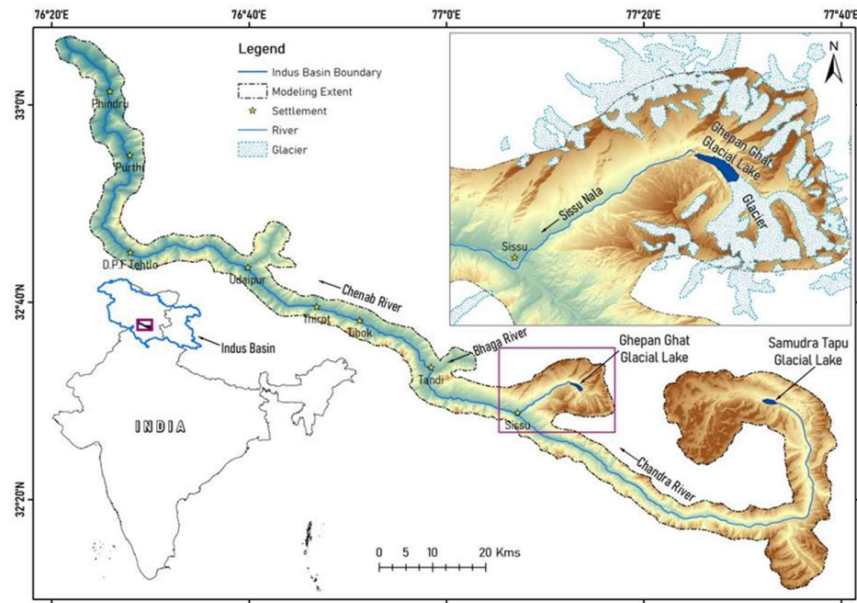 76°20'E
76°40'E
77°0'E
77°20'E
77°40'E
33°0'N
32°40'N
32°20'N
Legend
Indus Basin Boundary
Modeling Extent
Settlement
River
Glacier
N
Ghepan Ghat
Glacial Lake
Glacier
Sissu Nala
Sissu
Phindru
Purthi
D.P.F Tehtlo
Udaipur
Chenab River
Thirot
Tibok
Bhaga River
Tandi
Ghepan Ghat
Glacial Lake
Samudra Tapu
Glacial Lake
Sissu
Chandra River
Indus Basin
INDIA
0 5 10 20 Kms